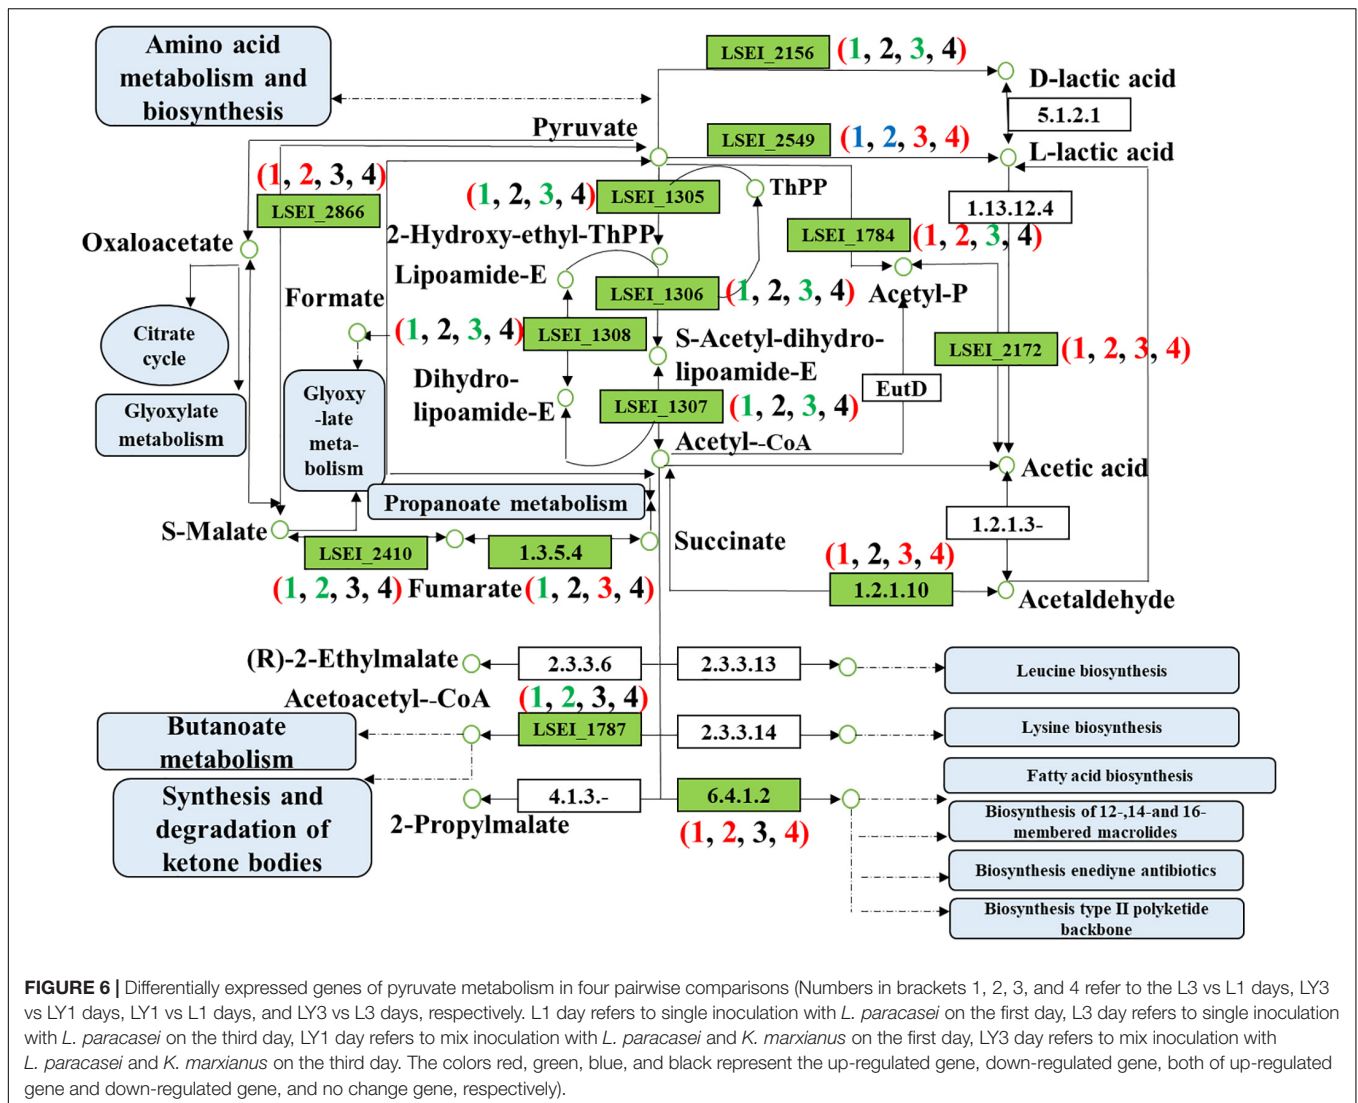 Amino acid
metabolism and
biosynthesis
LSEI_2156
(1, 2, 3, 4)
D-lactic acid
5.1.2.1
Pyruvate
LSEI_2549
(1, 2, 3, 4)
L-lactic acid
(1, 2, 3, 4)
LSEI_2866
(1, 2, 3, 4)
LSEI_1305
ThPP
1.13.12.4
Oxaloacetate
2-Hydroxy-ethyl-ThPP
LSEI_1784
(1, 2, 3, 4)
Lipoamide-E
Formate
LSEI_1306
(1, 2, 3, 4)
Acetyl-P
Citrate
cycle
(1, 2, 3, 4)
LSEI_1308
S-Acetyl-dihydro-
lipoamide-E
LSEI_2172
(1, 2, 3, 4)
Glyoxylate
metabolism
Glyoxy
-late
meta-
bolism
Dihydro-
lipoamide-E
EutD
LSEI_1307
(1, 2, 3, 4)
Acetyl--CoA
Acetic acid
Propanoate metabolism
S-Malate
LSEI_2410
1.3.5.4
Succinate
1.2.1.3-
(1, 2, 3, 4)
Fumarate
(1, 2, 3, 4)
(1, 2, 3, 4)
1.2.1.10
Acetaldehyde
(R)-2-Ethylmalate
2.3.3.6
2.3.3.13
Leucine biosynthesis
Acetoacetyl--CoA
(1, 2, 3, 4)
Butanoate
metabolism
LSEI_1787
2.3.3.14
Lysine biosynthesis
Fatty acid biosynthesis
Synthesis and
degradation of
ketone bodies
4.1.3.-
6.4.1.2
2-Propylmalate
(1, 2, 3, 4)
Biosynthesis of 12-,14-and 16-
membered macrolides
Biosynthesis enediyne antibiotics
Biosynthesis type II polyketide
backbone
FIGURE 6 | Differentially expressed genes of pyruvate metabolism in four pairwise comparisons (Numbers in brackets 1, 2, 3, and 4 refer to the L3 vs L1 days, LY3
vs LY1 days, LY1 vs L1 days, and LY3 vs L3 days, respectively. L1 day refers to single inoculation with L. paracasei on the first day, L3 day refers to single inoculation
with L. paracasei on the third day, LY1 day refers to mix inoculation with L. paracasei and K. marxianus on the first day, LY3 day refers to mix inoculation with
L. paracasei and K. marxianus on the third day. The colors red, green, blue, and black represent the up-regulated gene, down-regulated gene, both of up-regulated
gene and down-regulated gene, and no change gene, respectively).